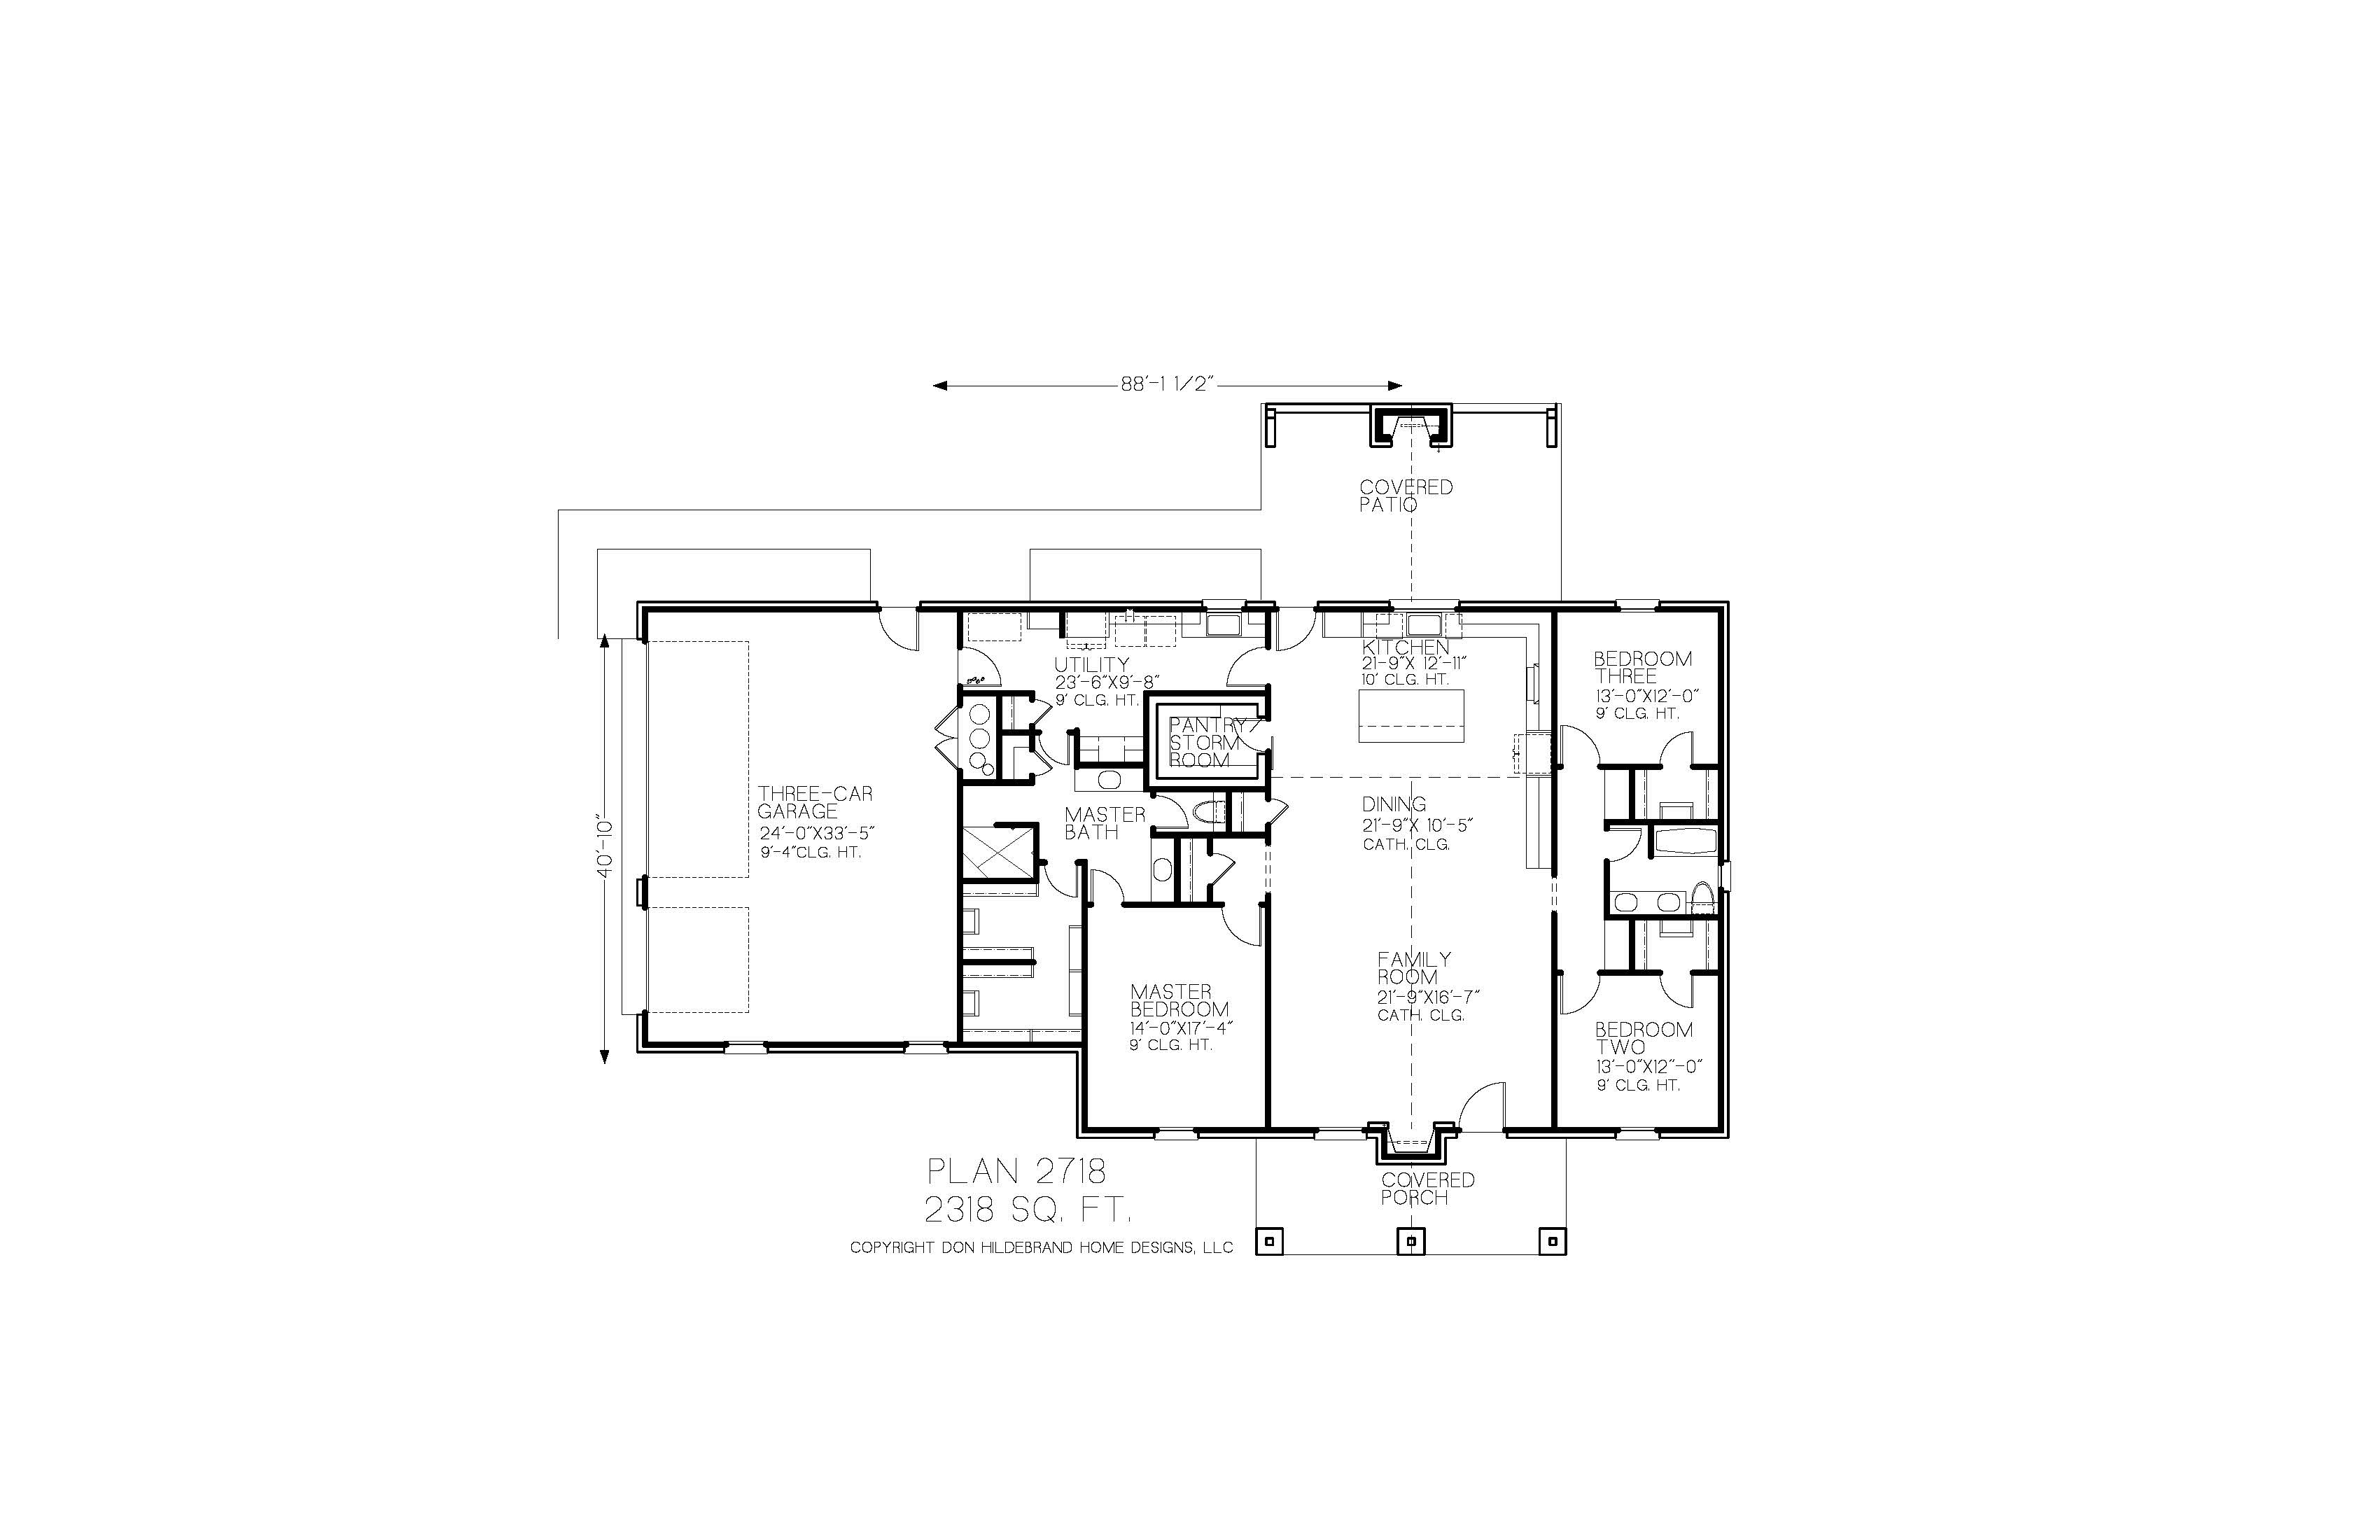 88'-1 1/2"
COVERED
PATIO
UTILITY
23'-6"X9'-8"
9' CLG. HT.
KITCHEN
21-9"X 12'-11"
10' CLG. HT.
BEDROOM
THREE
13'-0"X12'-0"
9' CLG. HT.
PANTRY/
STORM
ROOM
THREE-CAR
GARAGE
24'-0"X33'-5"
9'-4"CLG. HT.
40'-10"
MASTER
BATH
DINING
21'-9"X 10'-5"
CATH. CLG.
FAMILY
ROOM
21'-9"X16'-7"
CATH. CLG.
MASTER
BEDROOM
14'-0"X17'-4"
9' CLG. HT.
BEDROOM
TWO
13'-0"X12"-0"
9' CLG. HT.
COVERED
PORCH
PLAN 2718
2318 SQ. FT.
COPYRIGHT DON HILDEBRAND HOME DESIGNS, LLC